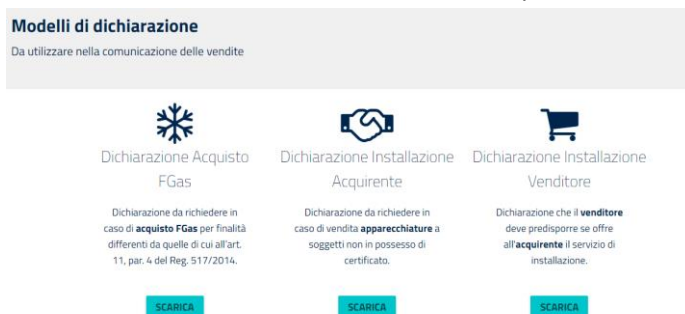 Modelli di dichiarazione
Da utilizzare nella comunicazione delle vendite
Dichiarazione Acquisto
FGas
Dichiarazione da richiedere in
caso di acquisto FGas per finalità
differenti da quelle di cui all'art.
11, par. 4 del Reg. 517/2014.
SCARICA
Dichiarazione Installazione
Acquirente
Dichiarazione da richiedere in
caso di vendita apparecchiature a
soggetti non in possesso di
certificato.
SCARICA
Dichiarazione Installazione
Venditore
Dichiarazione che il venditore
deve predisporre se offre
all'acquirente il servizio di
installazione.
SCARICA